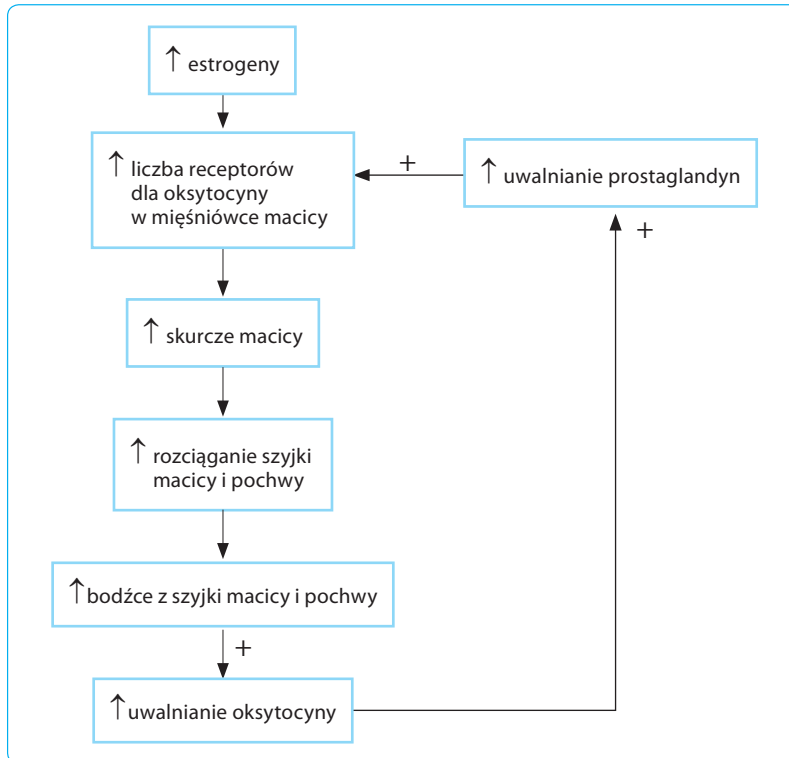 ↑ estrogeny
↑ liczba receptorów
dla oksytocyny
w mięśniówce macicy
+
↑ uwalnianie prostaglandyn
+
↑ skurcze macicy
↑ rozciąganie szyjki
macicy i pochwy
↑ bodźce z szyjki macicy i pochwy
+
↑ uwalnianie oksytocyny